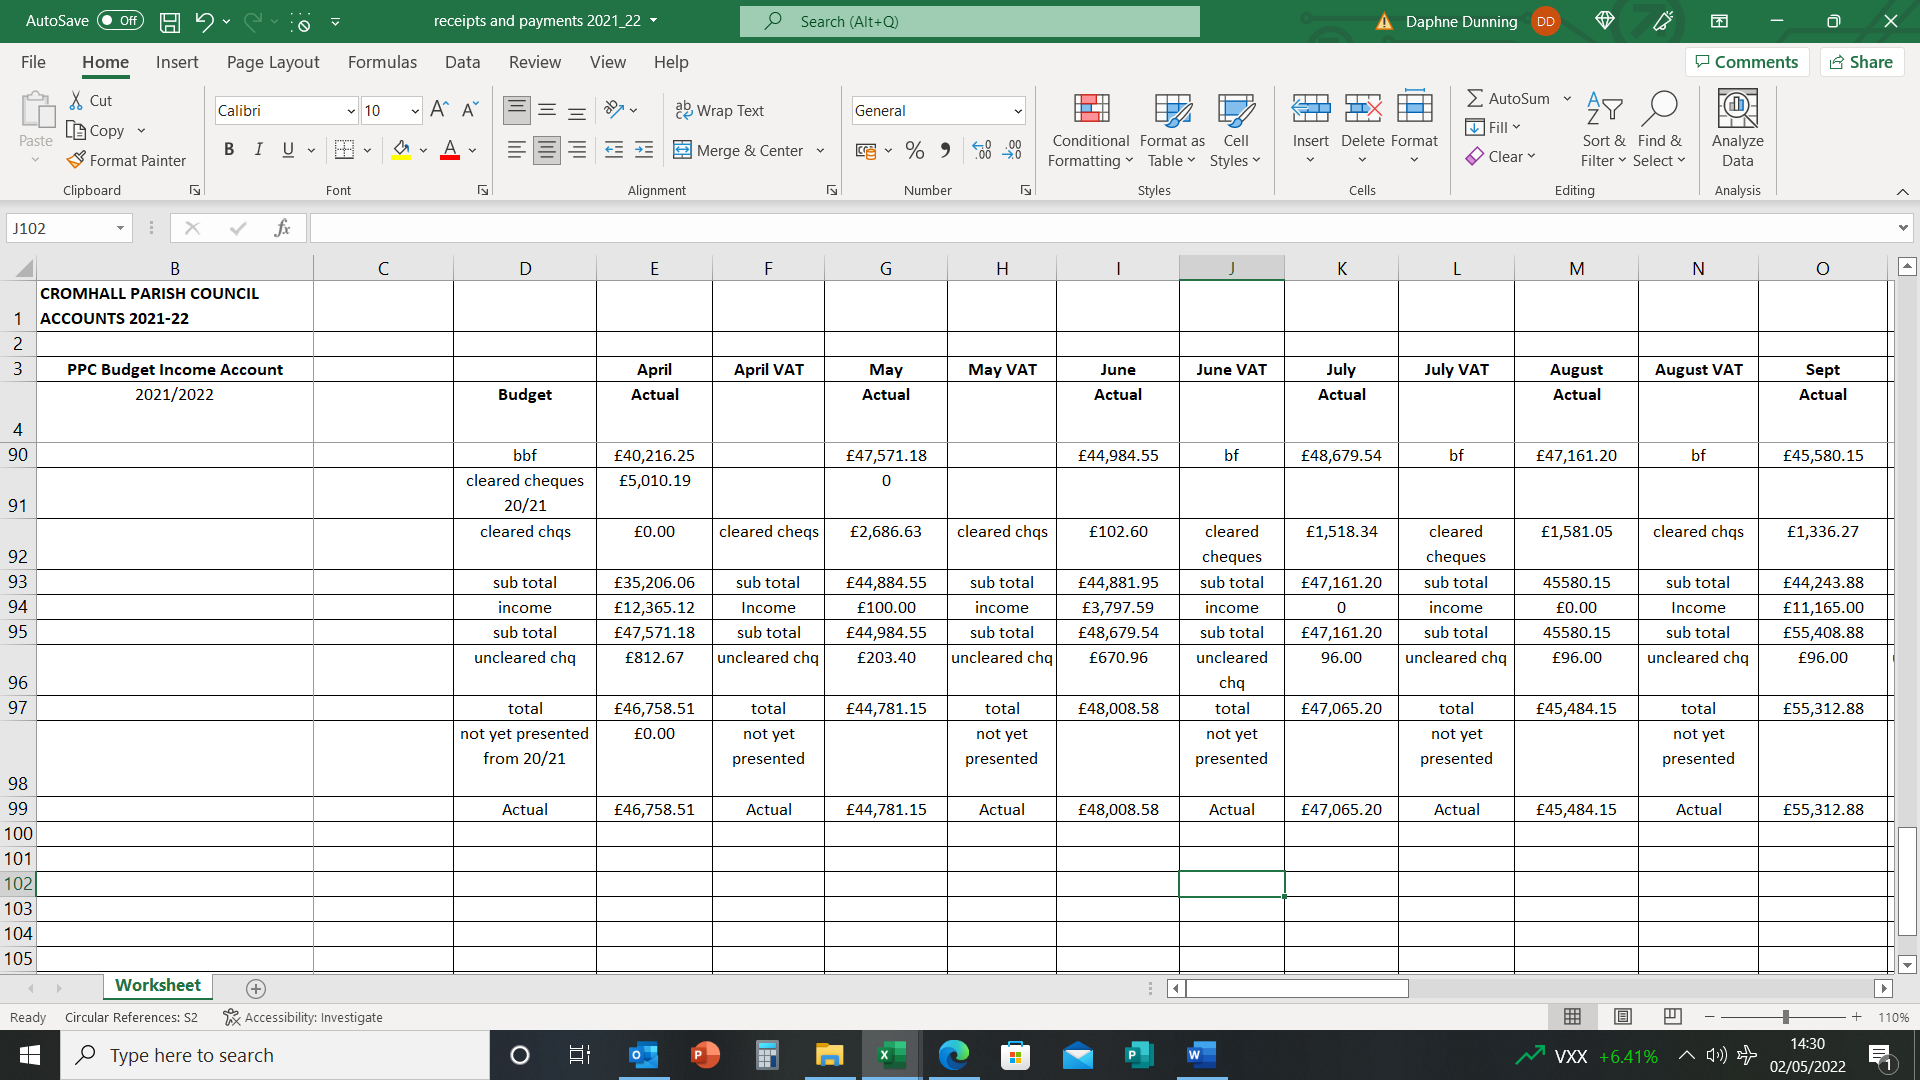 AutoSave Off receipts and payments 2021_22 Search (Alt+Q) Daphne Dunning DD
File Home Insert Page Layout Formulas Data Review View Help Comments Share
Paste Cut Copy Format Painter Clipboard
Calibri 10 B I U A Font
Wrap Text Merge & Center Alignment
General % Number
Conditional Formatting Format as Table Cell Styles Styles
Insert Delete Format Cells
AutoSum Fill Clear Sort & Filter Find & Select Editing
Analyze Data Analysis
J102 fx
B C D E F G H I J K L M N O
CROMHALL PARISH COUNCIL
1 ACCOUNTS 2021-22
2
3 PPC Budget Income Account April April VAT May May VAT June June VAT July July VAT August August VAT Sept
2021/2022 Budget Actual Actual Actual Actual Actual Actual
4
90 bbf £40,216.25 £47,571.18 £44,984.55 bf £48,679.54 bf £47,161.20 bf £45,580.15
cleared cheques £5,010.19 0
91 20/21
cleared chqs £0.00 cleared cheqs £2,686.63 cleared chqs £102.60 cleared £1,518.34 cleared £1,581.05 cleared chqs £1,336.27
92 cheques cheques
93 sub total £35,206.06 sub total £44,884.55 sub total £44,881.95 sub total £47,161.20 sub total 45580.15 sub total £44,243.88
94 income £12,365.12 Income £100.00 income £3,797.59 income 0 income £0.00 Income £11,165.00
95 sub total £47,571.18 sub total £44,984.55 sub total £48,679.54 sub total £47,161.20 sub total 45580.15 sub total £55,408.88
uncleared chq £812.67 uncleared chq £203.40 uncleared chq £670.96 uncleared 96.00 uncleared chq £96.00 uncleared chq £96.00
96 chq
97 total £46,758.51 total £44,781.15 total £48,008.58 total £47,065.20 total £45,484.15 total £55,312.88
not yet presented £0.00 not yet not yet not yet not yet not yet
from 20/21 presented presented presented presented presented
98
99 Actual £46,758.51 Actual £44,781.15 Actual £48,008.58 Actual £47,065.20 Actual £45,484.15 Actual £55,312.88
100
101
102
103
104
105
Worksheet
Ready Circular References: S2 Accessibility: Investigate 110%
Type here to search VXX +6.41% 14:30
02/05/2022 1